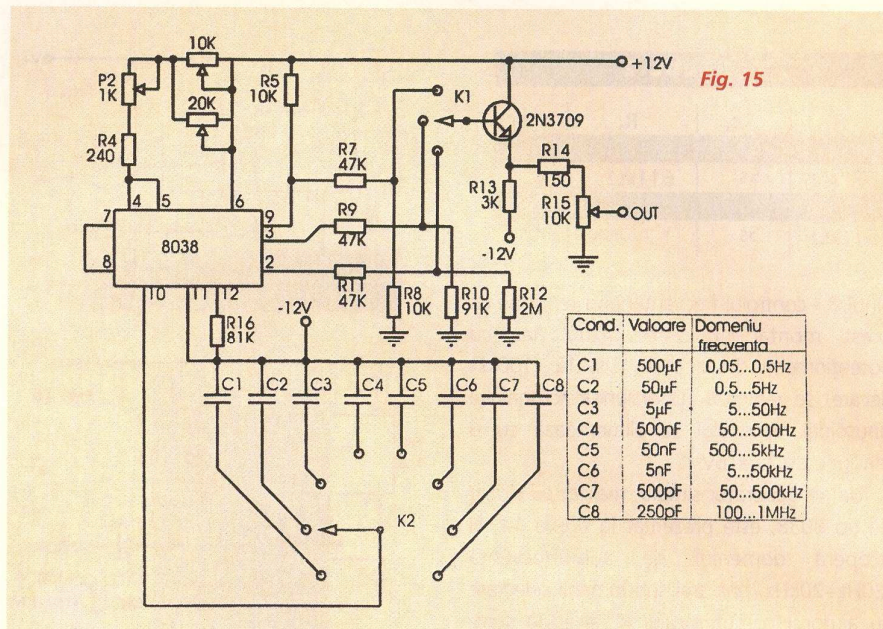 Fig. 15
+12V
10K
P2
1K
20K
R4
240
R5
10K
K1
2N3709
R7
47K
R14
150
R13
3K
R15
10K
OUT
-12V
4
5
6
7
8
9
3
2
8038
R9
47K
R11
47K
10
11
12
R16
81K
-12V
R8
10K
R10
91K
R12
2M
C1
C2
C3
C4
C5
C6
C7
C8
K2
Cond. Valoare Domeniu
frecventa
C1 500µF 0,05...0,5Hz
C2 50µF 0,5...5Hz
C3 5µF 5...50Hz
C4 500nF 50...500Hz
C5 50nF 500...5kHz
C6 5nF 5...50kHz
C7 500pF 50...500kHz
C8 250pF 100...1MHz